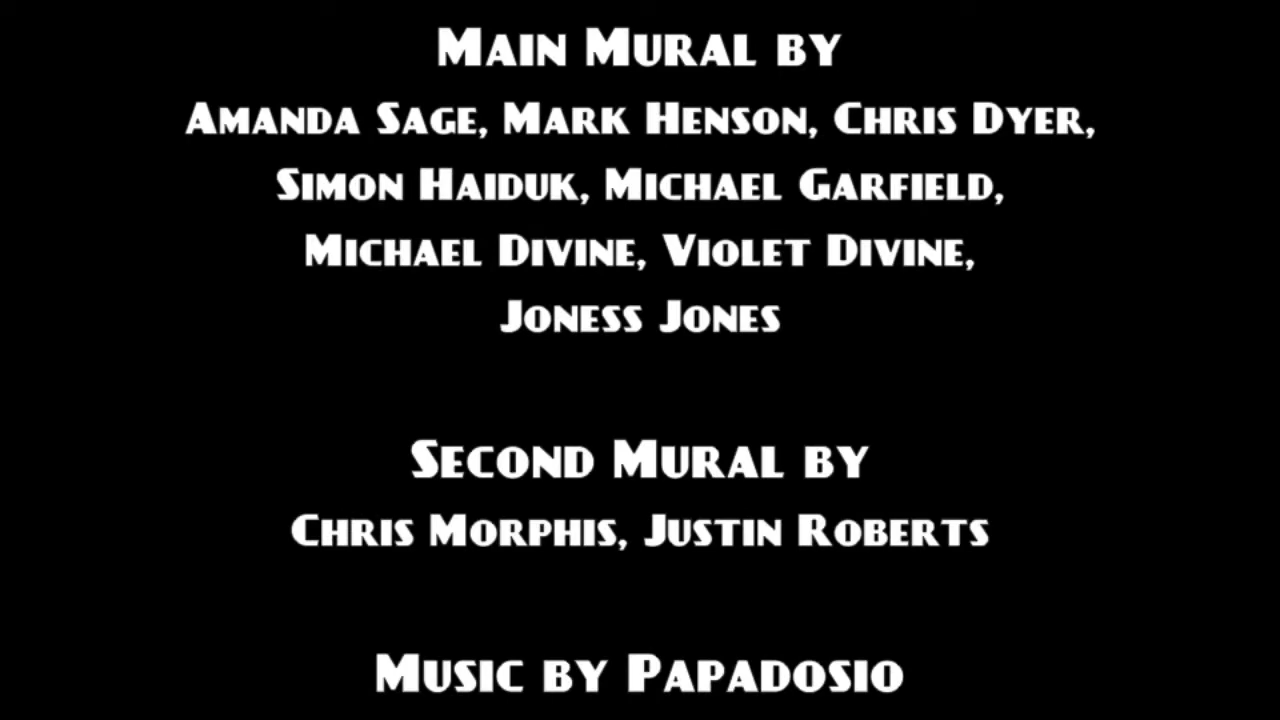 Main Mural by
Amanda Sage, Mark Henson, Chris Dyer,
Simon Haiduk, Michael Garfield,
Michael Divine, Violet Divine,
Joness Jones
Second Mural by
Chris Morphis, Justin Roberts
Music by Papadosio